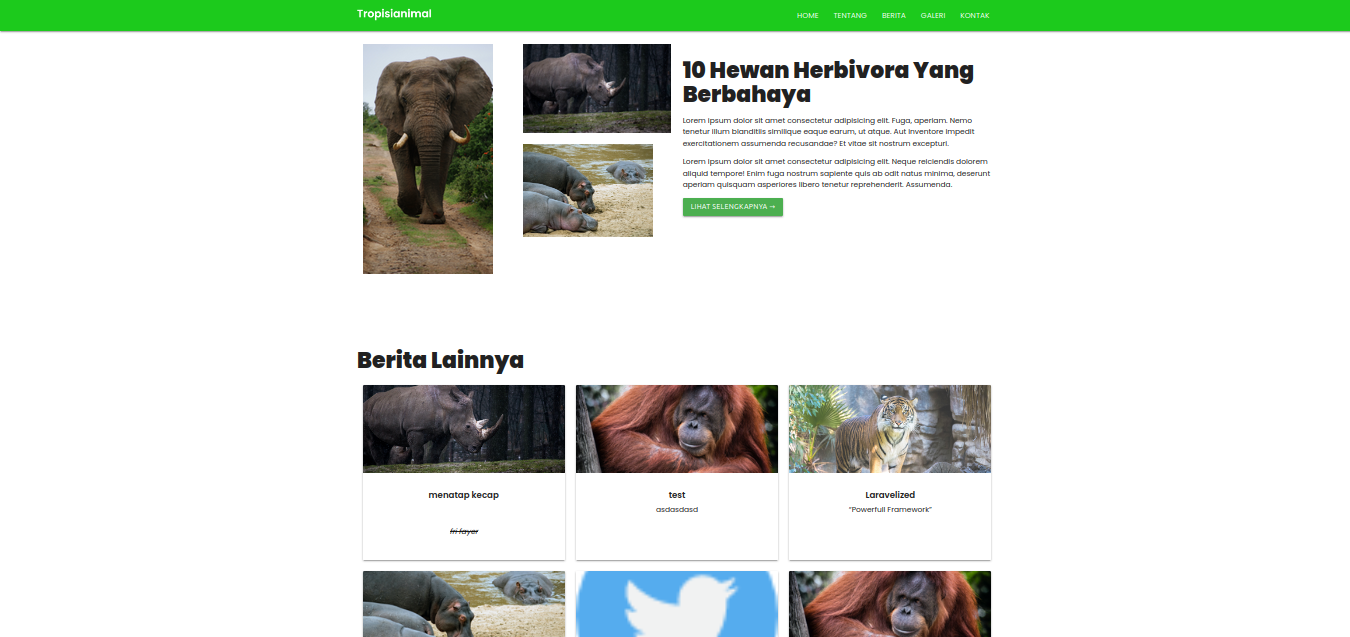 Tropisianimal
HOME TENTANG BERITA GALERI KONTAK
10 Hewan Herbivora Yang
Berbahaya
Lorem ipsum dolor sit amet consectetur adipisicing elit. Fuga, aperiam. Nemo
tenetur illum blanditiis similique eaque earum, ut atque. Aut inventore impedit
exercitationem assumenda recusandae? Et vitae sit nostrum excepturi.
Lorem ipsum dolor sit amet consectetur adipisicing elit. Neque reiciendis dolorem
aliquid tempore! Enim fuga nostrum sapiente quis ab odit natus minima, deserunt
aperiam quisquam asperiores libero tenetur reprehenderit. Assumenda.
LIHAT SELENGKAPNYA →
Berita Lainnya
menatap kecap
fri fayer
test
asdasdasd
Laravelized
"Powerfull Framework"